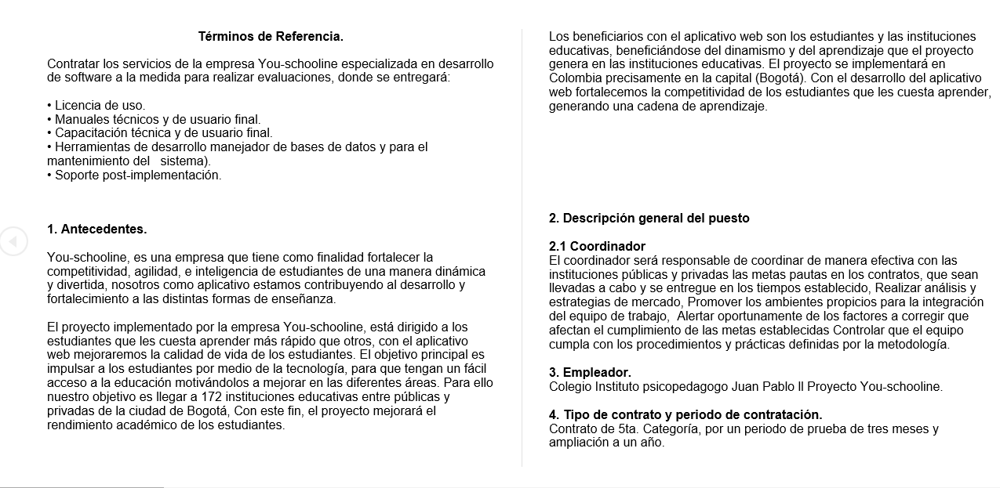 Términos de Referencia.
Contratar los servicios de la empresa You-schooline especializada en desarrollo
de software a la medida para realizar evaluaciones, donde se entregará:
• Licencia de uso.
• Manuales técnicos y de usuario final.
• Capacitación técnica y de usuario final.
• Herramientas de desarrollo manejador de bases de datos y para el
mantenimiento del   sistema).
• Soporte post-implementación.
1. Antecedentes.
You-schooline, es una empresa que tiene como finalidad fortalecer la
competitividad, agilidad, e inteligencia de estudiantes de una manera dinámica
y divertida, nosotros como aplicativo estamos contribuyendo al desarrollo y
fortalecimiento a las distintas formas de enseñanza.
El proyecto implementado por la empresa You-schooline, está dirigido a los
estudiantes que les cuesta aprender más rápido que otros, con el aplicativo
web mejoraremos la calidad de vida de los estudiantes. El objetivo principal es
impulsar a los estudiantes por medio de la tecnología, para que tengan un fácil
acceso a la educación motivándolos a mejorar en las diferentes áreas. Para ello
nuestro objetivo es llegar a 172 instituciones educativas entre públicas y
privadas de la ciudad de Bogotá, Con este fin, el proyecto mejorará el
rendimiento académico de los estudiantes.
Los beneficiarios con el aplicativo web son los estudiantes y las instituciones
educativas, beneficiándose del dinamismo y del aprendizaje que el proyecto
genera en las instituciones educativas. El proyecto se implementará en
Colombia precisamente en la capital (Bogotá). Con el desarrollo del aplicativo
web fortalecemos la competitividad de los estudiantes que les cuesta aprender,
generando una cadena de aprendizaje.
2. Descripción general del puesto
2.1 Coordinador
El coordinador será responsable de coordinar de manera efectiva con las
instituciones públicas y privadas las metas pautas en los contratos, que sean
llevadas a cabo y se entregue en los tiempos establecido, Realizar análisis y
estrategias de mercado, Promover los ambientes propicios para la integración
del equipo de trabajo,  Alertar oportunamente de los factores a corregir que
afectan el cumplimiento de las metas establecidas Controlar que el equipo
cumpla con los procedimientos y prácticas definidas por la metodología.
3. Empleador.
Colegio Instituto psicopedagogo Juan Pablo ll Proyecto You-schooline.
4. Tipo de contrato y periodo de contratación.
Contrato de 5ta. Categoría, por un periodo de prueba de tres meses y
ampliación a un año.